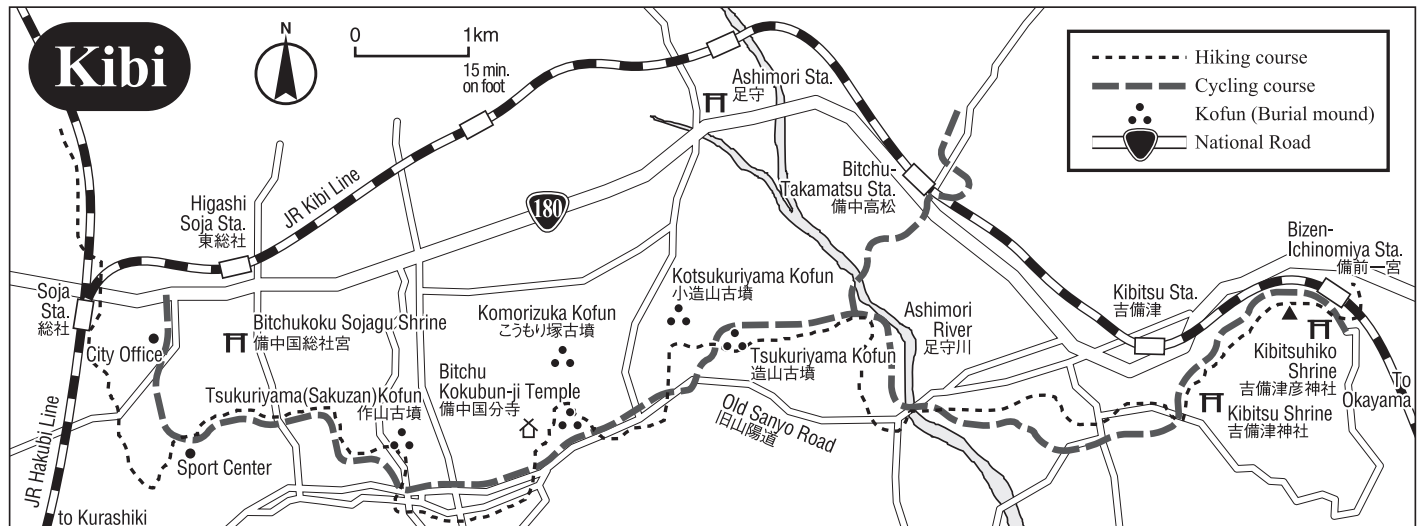 Kibi
N
0 1km
15 min.
on foot
Hiking course
Cycling course
Kofun (Burial mound)
National Road
Ashimori Sta.
足守
Bitchu-
Takamatsu Sta.
備中高松
Higashi
Soja Sta.
東総社
JR Kibi Line
180
Bizen-
Ichinomiya Sta.
備前一宮
Soja
Sta.
総社
Kotsukuriyama Kofun
小造山古墳
Kibitsu Sta.
吉備津
Komorizuka Kofun
こうもり塚古墳
Ashimori
River
足守川
City Office
Bitchukoku Sojagu Shrine
備中国総社宮
Tsukuriyama Kofun
造山古墳
Kibitsuhiko
Shrine
吉備津彦神社
To
Okayama
Bitchu
Kokubun-ji Temple
備中国分寺
Tsukuriyama(Sakuzan)Kofun
作山古墳
Old Sanyo Road
旧山陽道
Kibitsu Shrine
吉備津神社
Sport Center
JR Hakubi Line
to Kurashiki